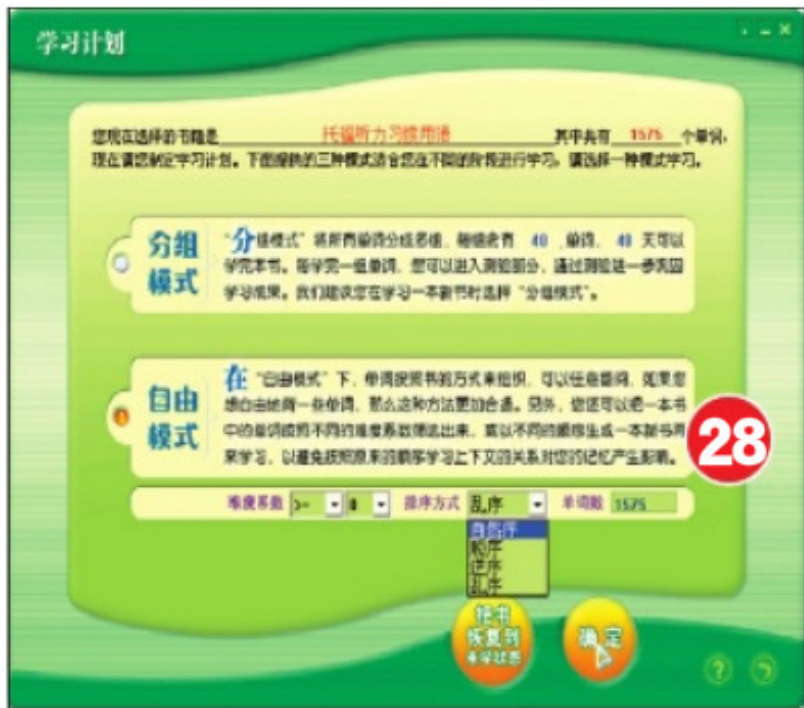 学习计划
您现在选择的书籍是 托福听力习惯用语 其中共有 1575 个单词,
现在请您制定学习计划。下面提供的三种模式适合您在不同的阶段进行学习,请选择一种模式学习。
分组
模式
“分组模式”将所有单词分成多组,每组含有 40 ,单词, 40 天可以
学完本书。每学完一组单词,您可以进入测验部分,通过测验进一步巩固
学习成果。我们建议您在学习一本新书时选择“分组模式”。
自由
模式
在“自由模式”下,单词按照书的方式来组织,可以任意翻阅,如果您
想自由地背一些单词,那么这种方法更加合适。另外,您还可以把一本书
中的单词按照不同的难度系数筛选出来,或以不同的顺序生成一本新书用
来学习,以避免按照原来的顺序学习上下文的关系对您的记忆产生影响。
28
难度系数 >= 0 排序方式 乱序 单词数 1575
顺序
逆序
乱序
把书
恢复到
未学状态
确定